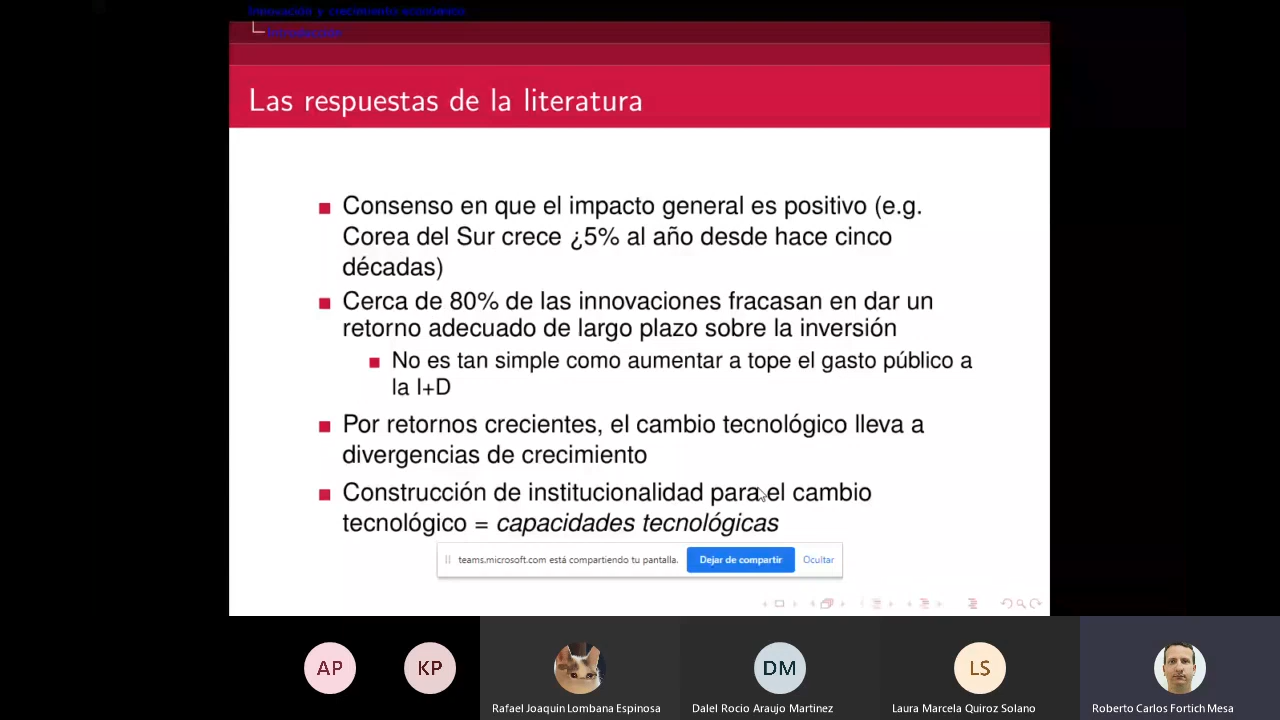 Innovación y crecimiento económico
Introducción
Las respuestas de la literatura
Consenso en que el impacto general es positivo (e.g.
Corea del Sur crece ¿5% al año desde hace cinco
décadas)
Cerca de 80% de las innovaciones fracasan en dar un
retorno adecuado de largo plazo sobre la inversión
No es tan simple como aumentar a tope el gasto público a
la I+D
Por retornos crecientes, el cambio tecnológico lleva a
divergencias de crecimiento
Construcción de institucionalidad para el cambio
tecnológico = capacidades tecnológicas
teams.microsoft.com está compartiendo tu pantalla. Dejar de compartir Ocultar
AP KP DM LS
Rafael Joaquin Lombana Espinosa Dalel Rocio Araujo Martinez Laura Marcela Quiroz Solano Roberto Carlos Fortich Mesa